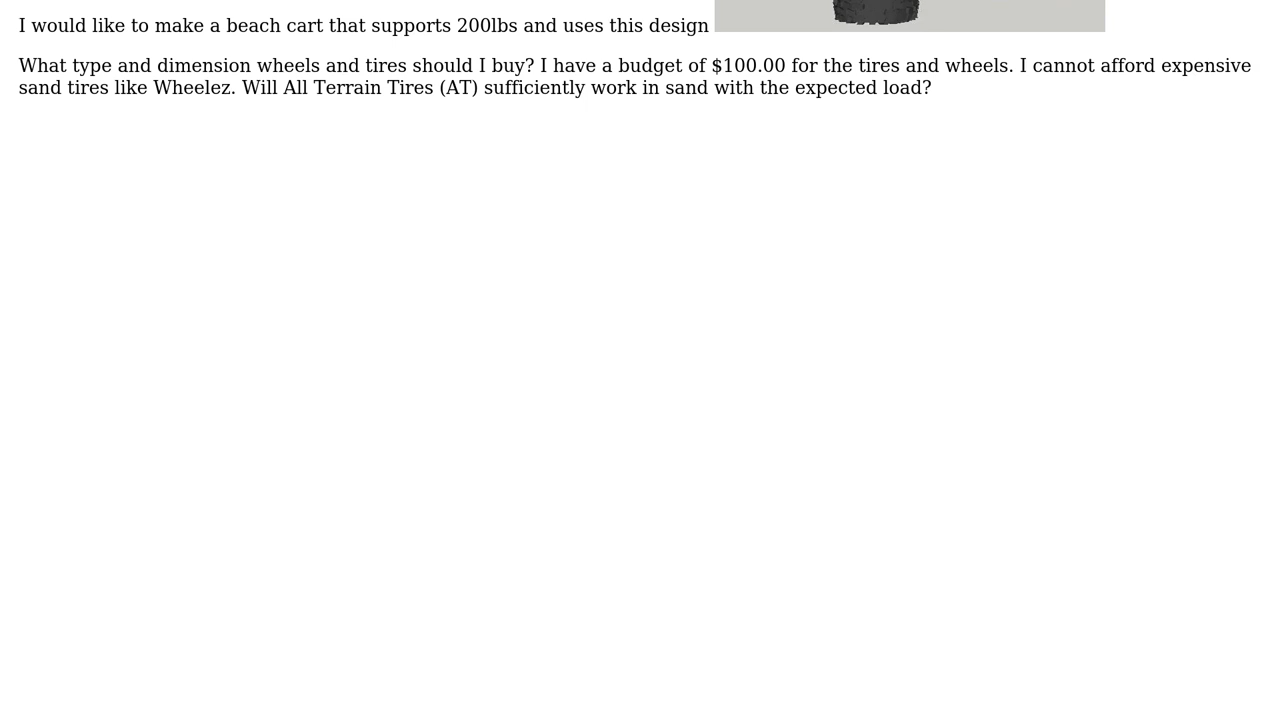 I would like to make a beach cart that supports 200lbs and uses this design
What type and dimension wheels and tires should I buy? I have a budget of $100.00 for the tires and wheels. I cannot afford expensive
sand tires like Wheelez. Will All Terrain Tires (AT) sufficiently work in sand with the expected load?